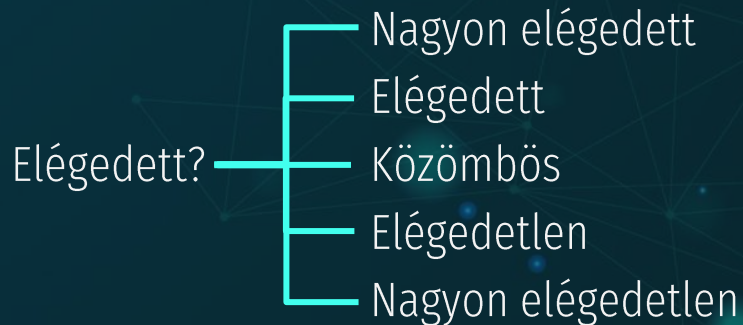 Nagyon elégedett
Elégedett
Elégedett?
Közömbös
Elégedetlen
Nagyon elégedetlen